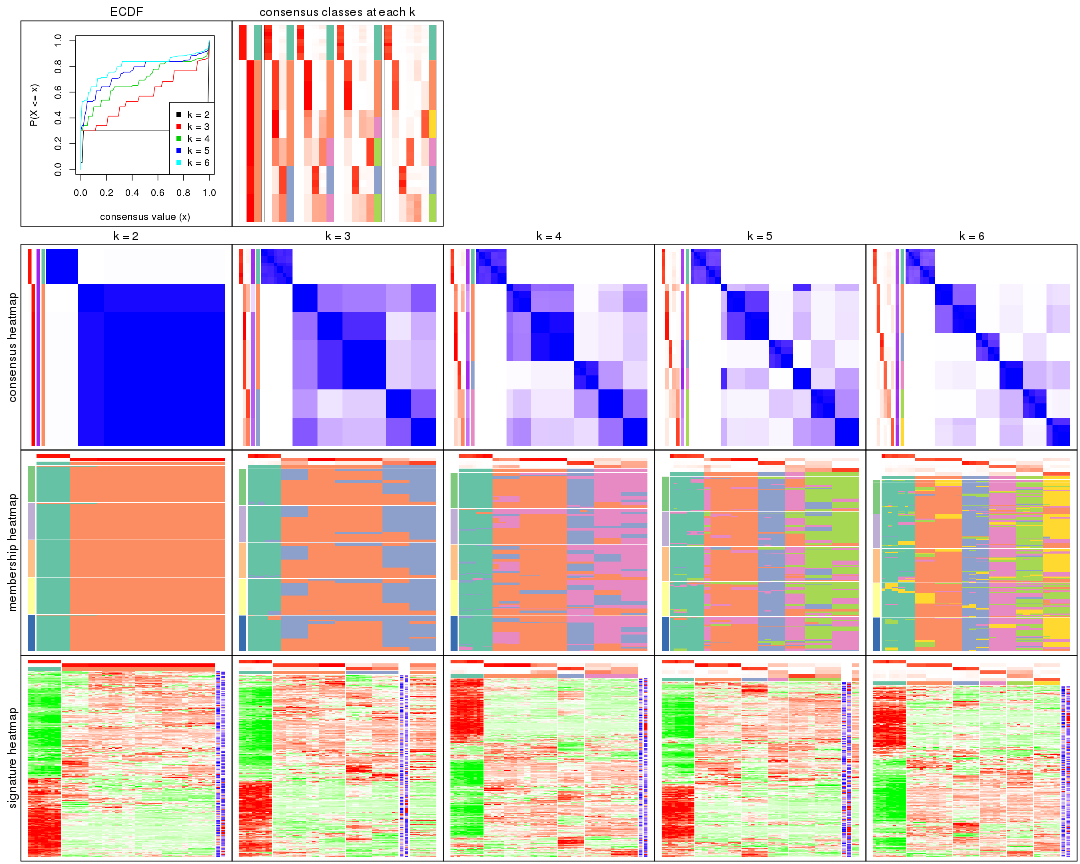 ECDF
consensus classes at each k
P(X <= x)
0.0 0.2 0.4 0.6 0.8 1.0
k = 2
k = 3
k = 4
k = 5
k = 6
0.0 0.2 0.4 0.6 0.8 1.0
consensus value (x)
k = 2 k = 3 k = 4 k = 5 k = 6
consensus heatmap
membership heatmap
signature heatmap